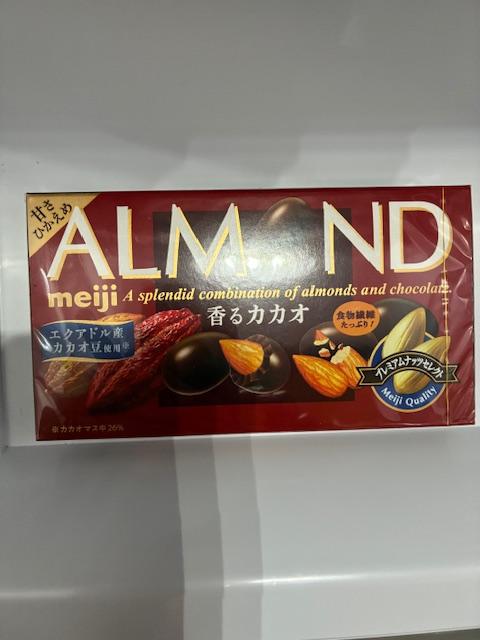 甘さ
ひかえめ
ALMOND
meiji A splendid combination of almonds and chocolate.
香るカカオ
エクアドル産
カカオ豆使用※
食物繊維
たっぷり！
プレミアムナッツセレクト
Meiji Quality
※カカオマス中26%